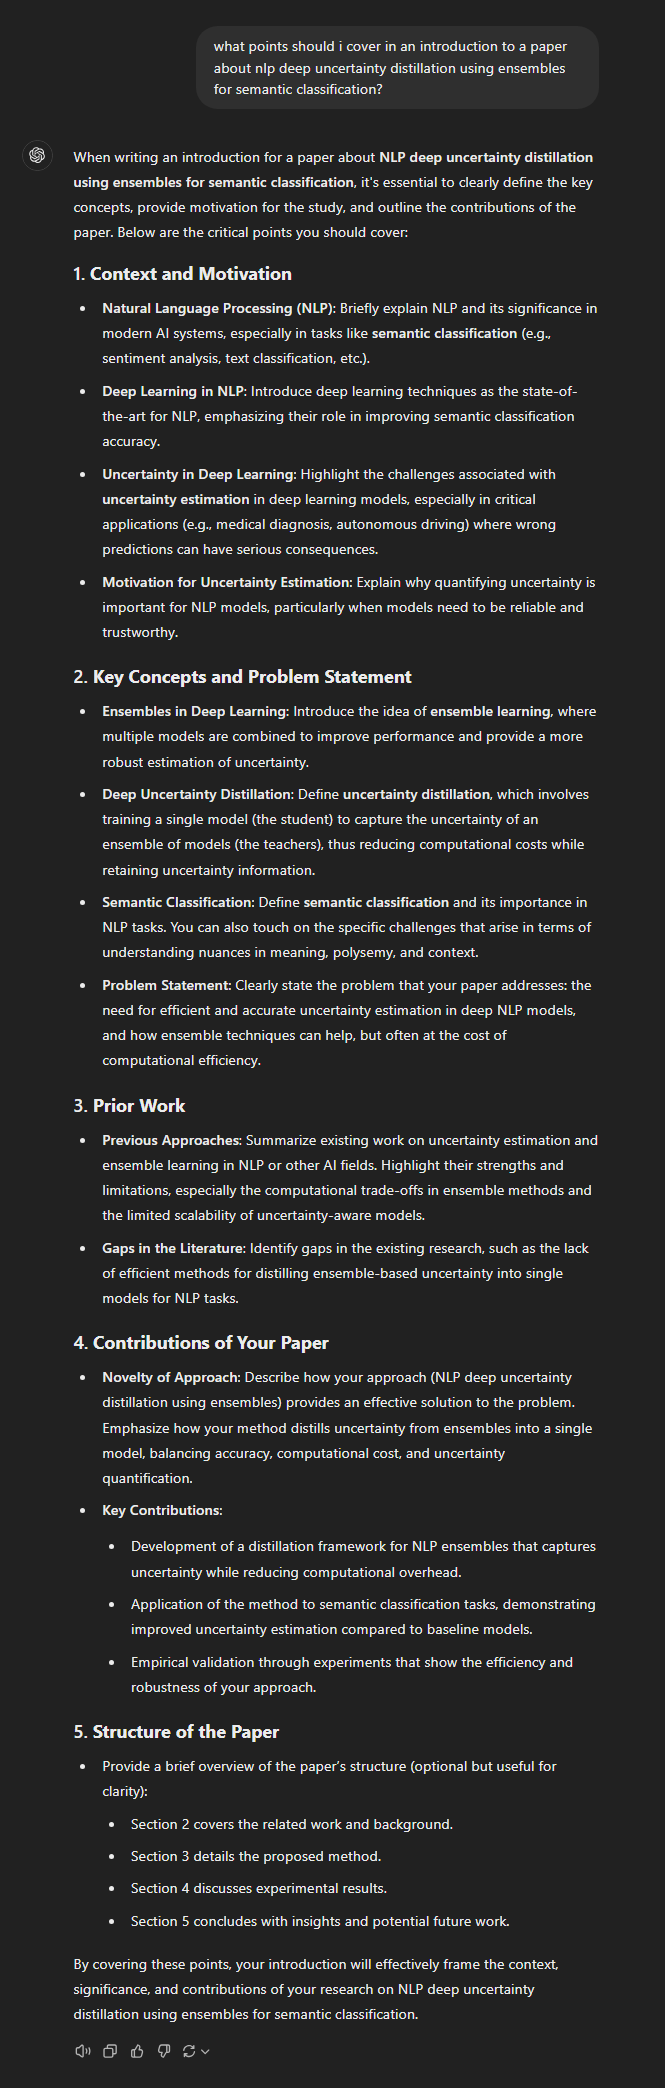 what points should i cover in an introduction to a paper
about nlp deep uncertainty distillation using ensembles
for semantic classification?
When writing an introduction for a paper about NLP deep uncertainty distillation
using ensembles for semantic classification, it's essential to clearly define the key
concepts, provide motivation for the study, and outline the contributions of the
paper. Below are the critical points you should cover:
1. Context and Motivation
• Natural Language Processing (NLP): Briefly explain NLP and its significance in
modern AI systems, especially in tasks like semantic classification (e.g.,
sentiment analysis, text classification, etc.).
• Deep Learning in NLP: Introduce deep learning techniques as the state-of-
the-art for NLP, emphasizing their role in improving semantic classification
accuracy.
• Uncertainty in Deep Learning: Highlight the challenges associated with
uncertainty estimation in deep learning models, especially in critical
applications (e.g., medical diagnosis, autonomous driving) where wrong
predictions can have serious consequences.
• Motivation for Uncertainty Estimation: Explain why quantifying uncertainty is
important for NLP models, particularly when models need to be reliable and
trustworthy.
2. Key Concepts and Problem Statement
• Ensembles in Deep Learning: Introduce the idea of ensemble learning, where
multiple models are combined to improve performance and provide a more
robust estimation of uncertainty.
• Deep Uncertainty Distillation: Define uncertainty distillation, which involves
training a single model (the student) to capture the uncertainty of an
ensemble of models (the teachers), thus reducing computational costs while
retaining uncertainty information.
• Semantic Classification: Define semantic classification and its importance in
NLP tasks. You can also touch on the specific challenges that arise in terms of
understanding nuances in meaning, polysemy, and context.
• Problem Statement: Clearly state the problem that your paper addresses: the
need for efficient and accurate uncertainty estimation in deep NLP models,
and how ensemble techniques can help, but often at the cost of
computational efficiency.
3. Prior Work
• Previous Approaches: Summarize existing work on uncertainty estimation and
ensemble learning in NLP or other AI fields. Highlight their strengths and
limitations, especially the computational trade-offs in ensemble methods and
the limited scalability of uncertainty-aware models.
• Gaps in the Literature: Identify gaps in the existing research, such as the lack
of efficient methods for distilling ensemble-based uncertainty into single
models for NLP tasks.
4. Contributions of Your Paper
• Novelty of Approach: Describe how your approach (NLP deep uncertainty
distillation using ensembles) provides an effective solution to the problem.
Emphasize how your method distills uncertainty from ensembles into a single
model, balancing accuracy, computational cost, and uncertainty
quantification.
• Key Contributions:
• Development of a distillation framework for NLP ensembles that captures
uncertainty while reducing computational overhead.
• Application of the method to semantic classification tasks, demonstrating
improved uncertainty estimation compared to baseline models.
• Empirical validation through experiments that show the efficiency and
robustness of your approach.
5. Structure of the Paper
• Provide a brief overview of the paper's structure (optional but useful for
clarity):
• Section 2 covers the related work and background.
• Section 3 details the proposed method.
• Section 4 discusses experimental results.
• Section 5 concludes with insights and potential future work.
By covering these points, your introduction will effectively frame the context,
significance, and contributions of your research on NLP deep uncertainty
distillation using ensembles for semantic classification.